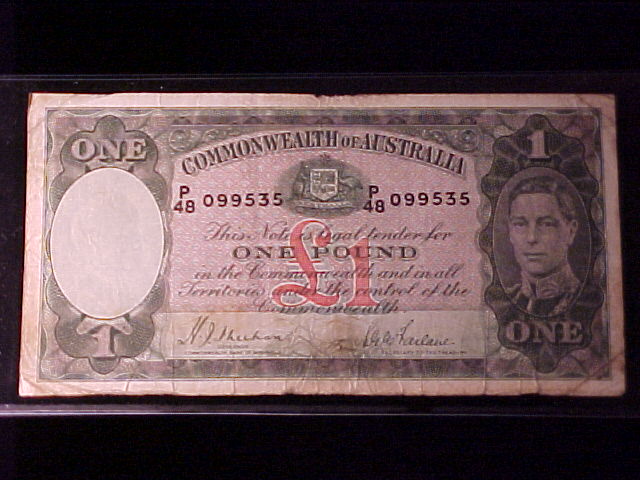 ONE
COMMONWEALTH OF AUSTRALIA
1
P/48 099535
P/48 099535
This Note is legal tender for
ONE POUND
in the Commonwealth and in all
Territories under the control of the
Commonwealth
£1
1
ONE